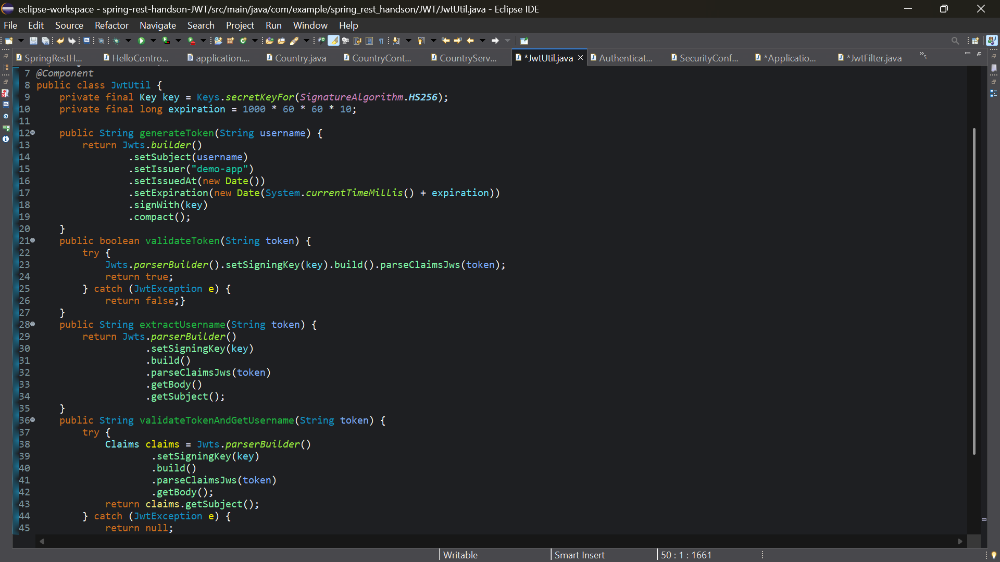 eclipse-workspace - spring-rest-handson-JWT/src/main/java/com/example/spring_rest_handson/JWT/JwtUtil.java - Eclipse IDE
File Edit Source Refactor Navigate Search Project Run Window Help
SpringRestH... HelloContro... application.... Country.java CountryCont... CountryServ... *JwtUtil.java Authenticat... SecurityConf... *Applicatio... *JwtFilter.java »5
7 @Component
8 public class JwtUtil {
9     private final Key key = Keys.secretKeyFor(SignatureAlgorithm.HS256);
10     private final long expiration = 1000 * 60 * 60 * 10;
11
12     public String generateToken(String username) {
13         return Jwts.builder()
14                 .setSubject(username)
15                 .setIssuer("demo-app")
16                 .setIssuedAt(new Date())
17                 .setExpiration(new Date(System.currentTimeMillis() + expiration))
18                 .signWith(key)
19                 .compact();
20     }
21     public boolean validateToken(String token) {
22         try {
23             Jwts.parserBuilder().setSigningKey(key).build().parseClaimsJws(token);
24             return true;
25         } catch (JwtException e) {
26             return false;}
27     }
28     public String extractUsername(String token) {
29         return Jwts.parserBuilder()
30                    .setSigningKey(key)
31                    .build()
32                    .parseClaimsJws(token)
33                    .getBody()
34                    .getSubject();
35     }
36     public String validateTokenAndGetUsername(String token) {
37         try {
38             Claims claims = Jwts.parserBuilder()
39                     .setSigningKey(key)
40                     .build()
41                     .parseClaimsJws(token)
42                     .getBody();
43             return claims.getSubject();
44         } catch (JwtException e) {
45             return null;
Writable Smart Insert 50 : 1 : 1661